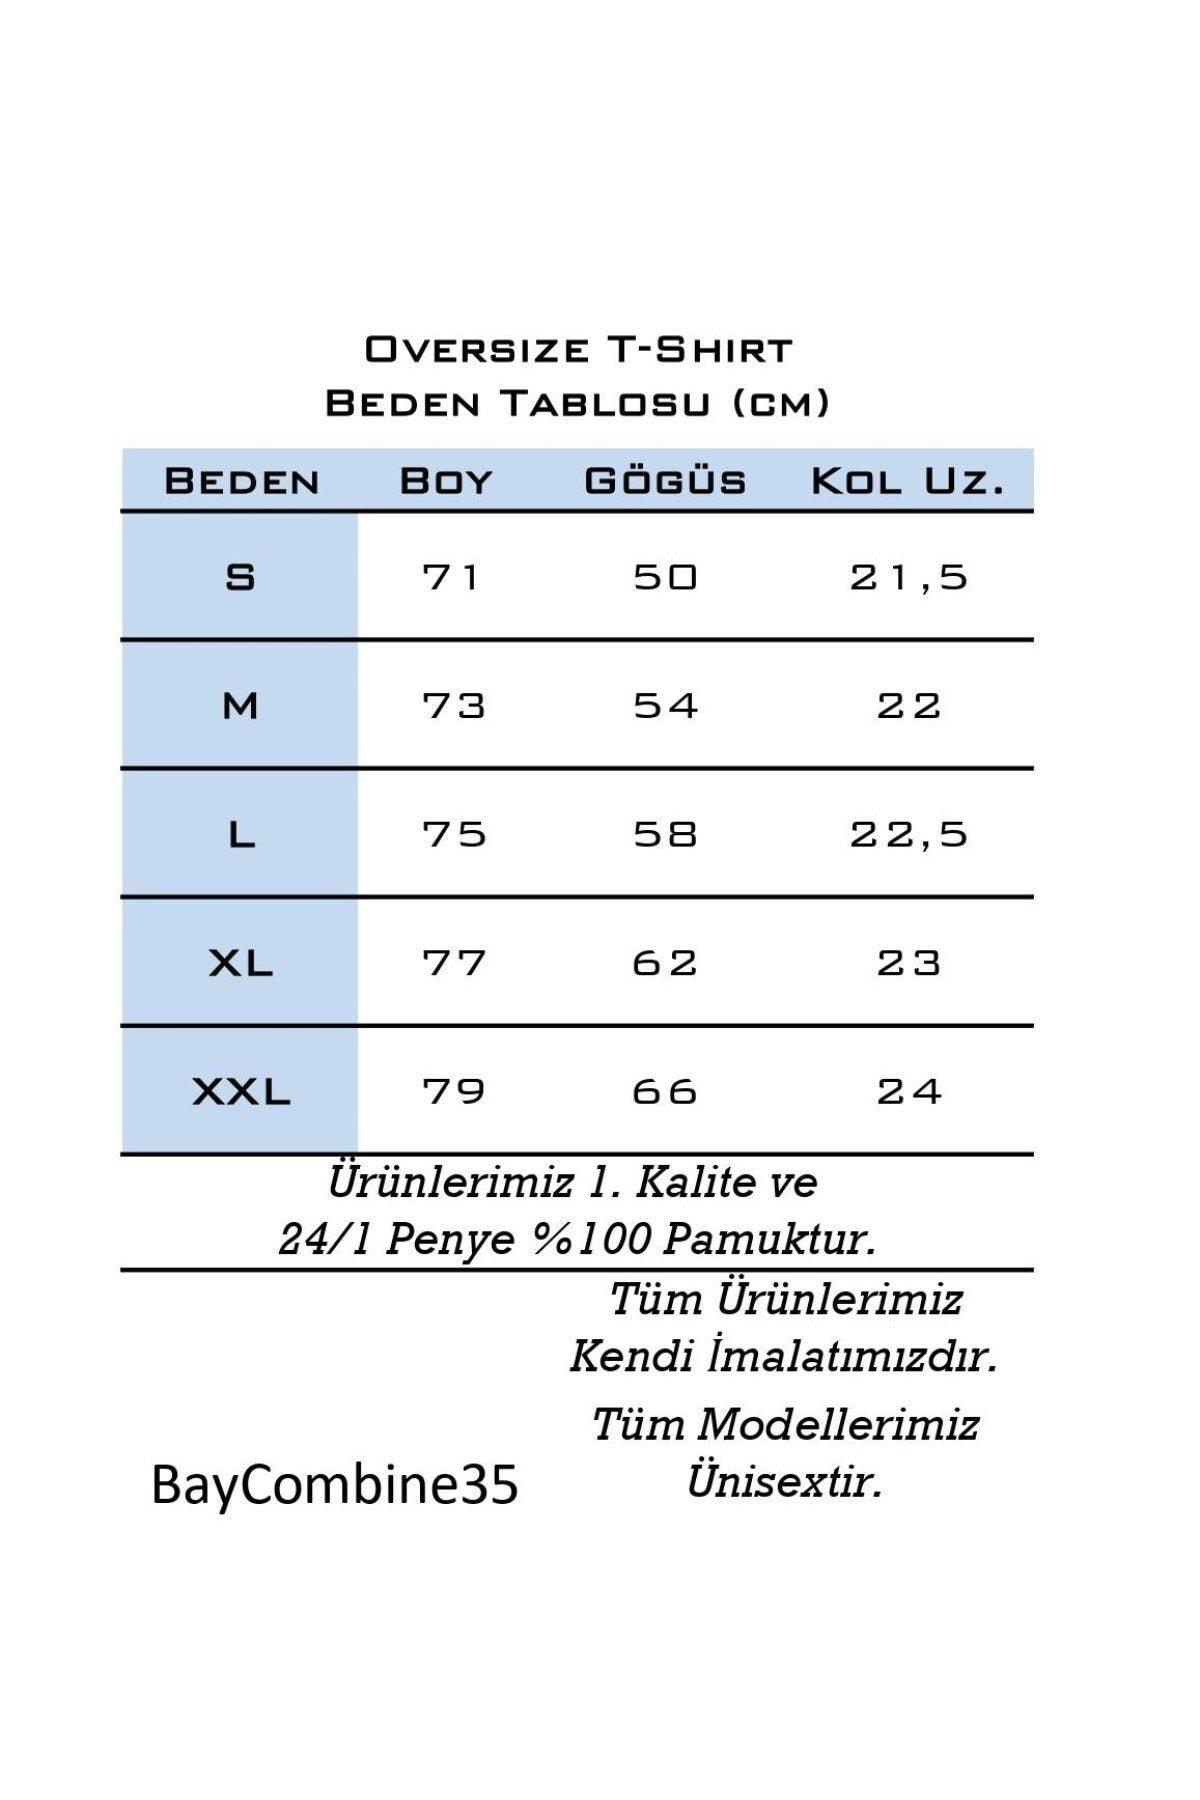 Oversize T-Shirt
Beden Tablosu (cm)
Beden Boy Gögüs Kol Uz.
S 71 50 21,5
M 73 54 22
L 75 58 22,5
XL 77 62 23
XXL 79 66 24
Ürünlerimiz 1. Kalite ve
24/1 Penye %100 Pamuktur.
Tüm Ürünlerimiz
Kendi İmalatımızdır.
Tüm Modellerimiz
Ünisextir.
BayCombine35